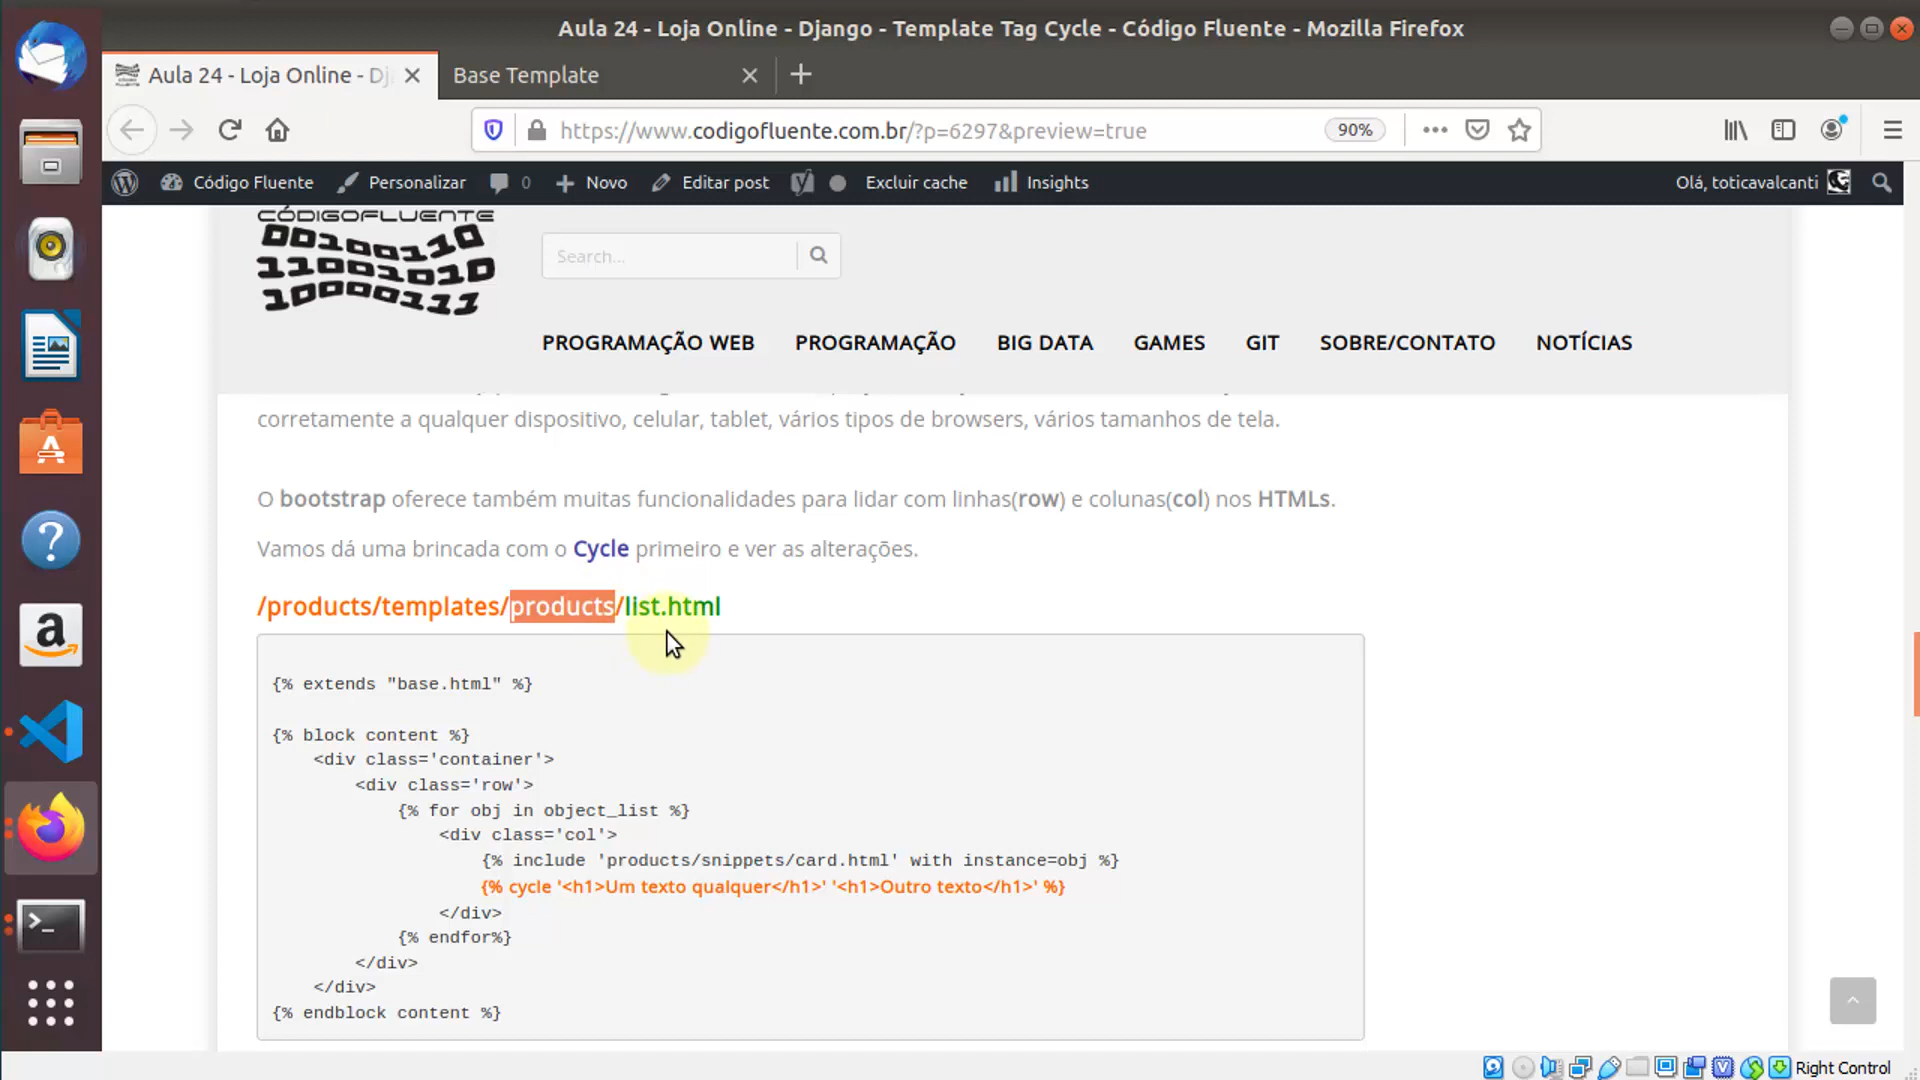 Aula 24 - Loja Online - Django - Template Tag Cycle - Código Fluente - Mozilla Firefox
Aula 24 - Loja Online - Dj
Base Template
https://www.codigofluente.com.br/?p=6297&preview=true
90%
Código Fluente
Personalizar
0
Novo
Editar post
Excluir cache
Insights
Olá, toticavalcanti
CÓDIGOFLUENTE
00100110
11001010
10000111
Search...
PROGRAMAÇÃO WEB
PROGRAMAÇÃO
BIG DATA
GAMES
GIT
SOBRE/CONTATO
NOTÍCIAS
corretamente a qualquer dispositivo, celular, tablet, vários tipos de browsers, vários tamanhos de tela.
O bootstrap oferece também muitas funcionalidades para lidar com linhas(row) e colunas(col) nos HTMLs.
Vamos dá uma brincada com o Cycle primeiro e ver as alterações.
/products/templates/products/list.html
{% extends "base.html" %}
{% block content %}
<div class='container'>
<div class='row'>
{% for obj in object_list %}
<div class='col'>
{% include 'products/snippets/card.html' with instance=obj %}
{% cycle '<h1>Um texto qualquer</h1>' '<h1>Outro texto</h1>' %}
</div>
{% endfor%}
</div>
</div>
{% endblock content %}
Right Control